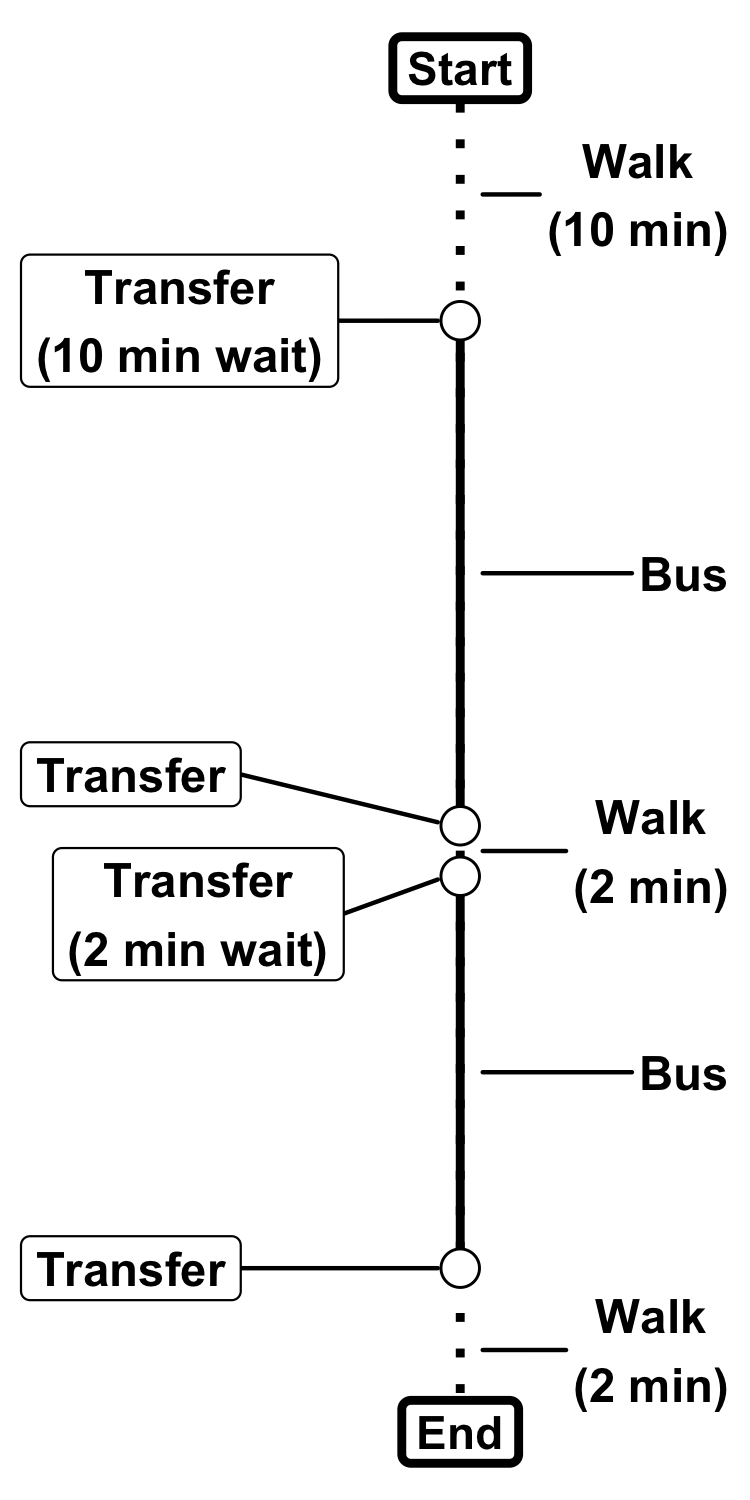 Start
Walk
(10 min)
Transfer
(10 min wait)
Bus
Transfer
Walk
(2 min)
Transfer
(2 min wait)
Bus
Transfer
Walk
(2 min)
End